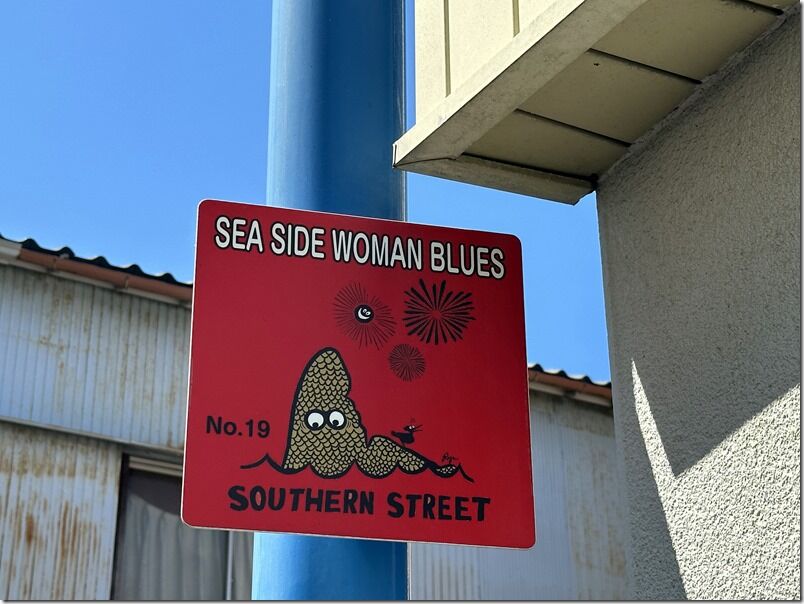 SEA SIDE WOMAN BLUES
No.19
SOUTHERN STREET